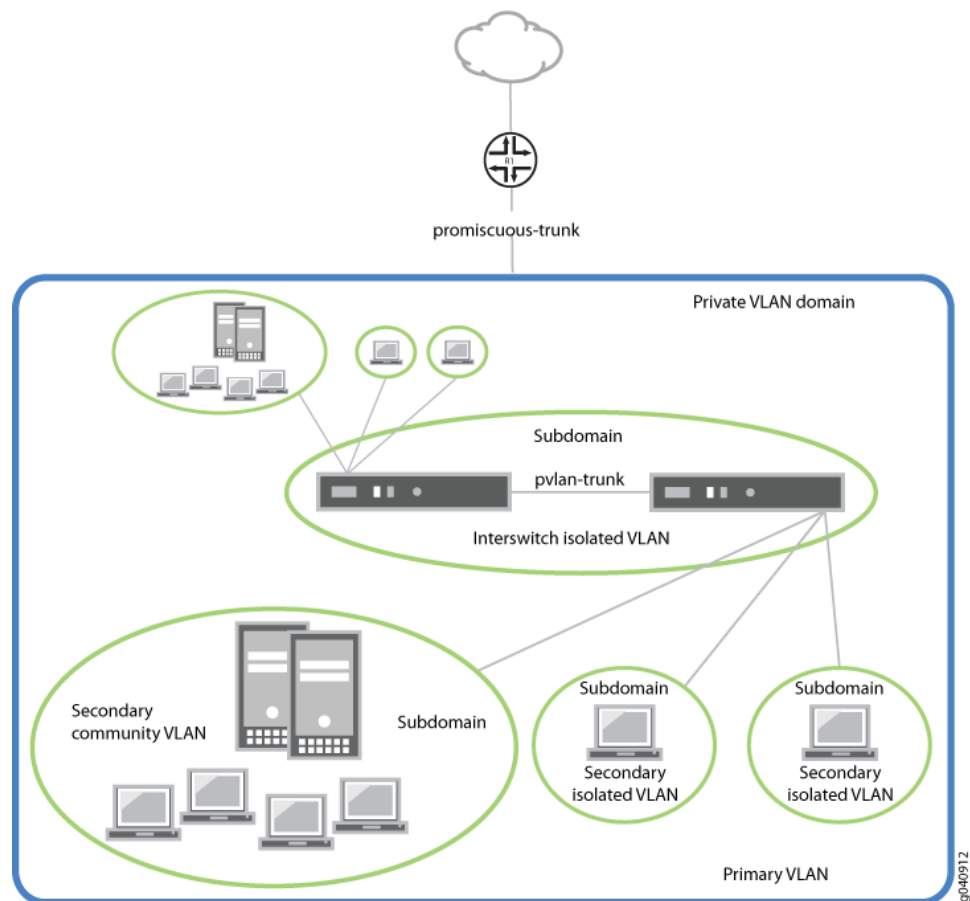 R1
promiscuous-trunk
Private VLAN domain
Subdomain
pvlan-trunk
Interswitch isolated VLAN
Secondary
community VLAN
Subdomain
Subdomain
Secondary
isolated VLAN
Subdomain
Secondary
isolated VLAN
Primary VLAN
g040912